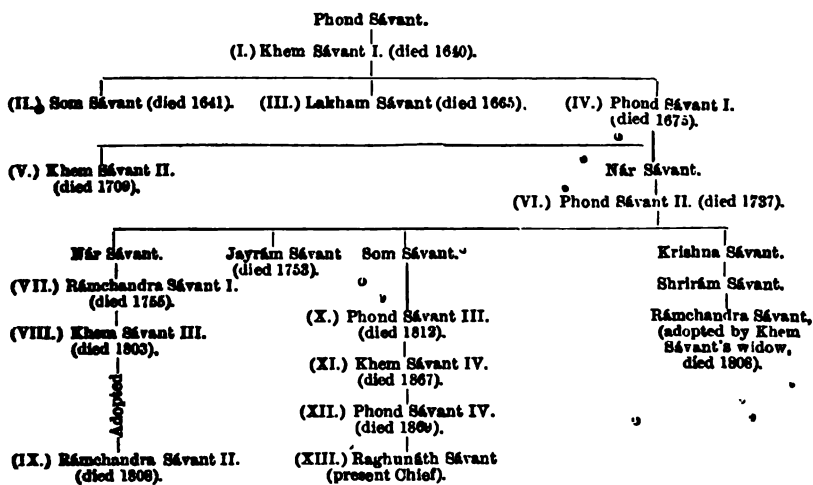 Phond Sávant.
(I.) Khem Sávant I. (died 1640).
(II.) Som Sávant (died 1641). (III.) Lakham Sávant (died 1665). (IV.) Phond Sávant I.
(died 1675).
(V.) Khem Sávant II.
(died 1709).
Nár Sávant.
(VI.) Phond Sávant II. (died 1737).
Nár Sávant. Jayrám Sávant Som Sávant. Krishna Sávant.
(died 1753).
(VII.) Rámchandra Sávant I.
(died 1755).
Shrirám Sávant.
(VIII.) Khem Sávant III.
(died 1803).
(X.) Phond Sávant III.
(died 1812).
Rámchandra Sávant,
(adopted by Khem
Sávant's widow,
died 1808).
(XI.) Khem Sávant IV.
(died 1867).
Adopted
(XII.) Phond Sávant IV.
(died 1869).
(IX.) Rámchandra Sávant II.
(died 1808).
(XIII.) Raghunáth Sávant
(present Chief).